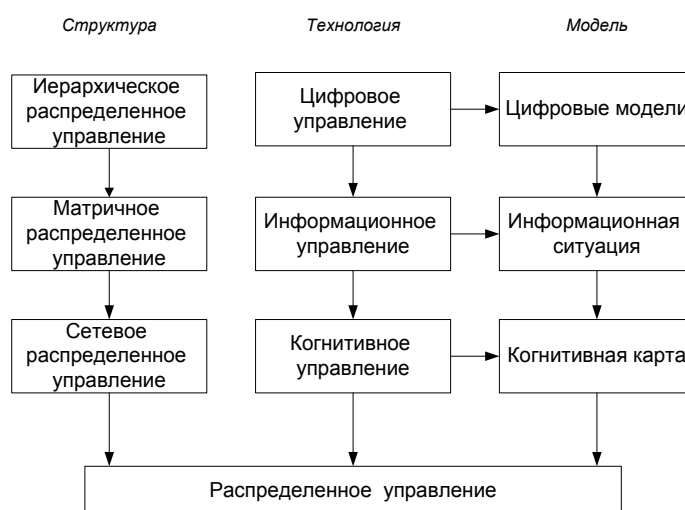 Структура
Технология
Модель
Иерархическое
распределенное
управление
Цифровое
управление
Цифровые модели
Матричное
распределенное
управление
Информационное
управление
Информационная
ситуация
Сетевое
распределенное
управление
Когнитивное
управление
Когнитивная карта
Распределенное управление